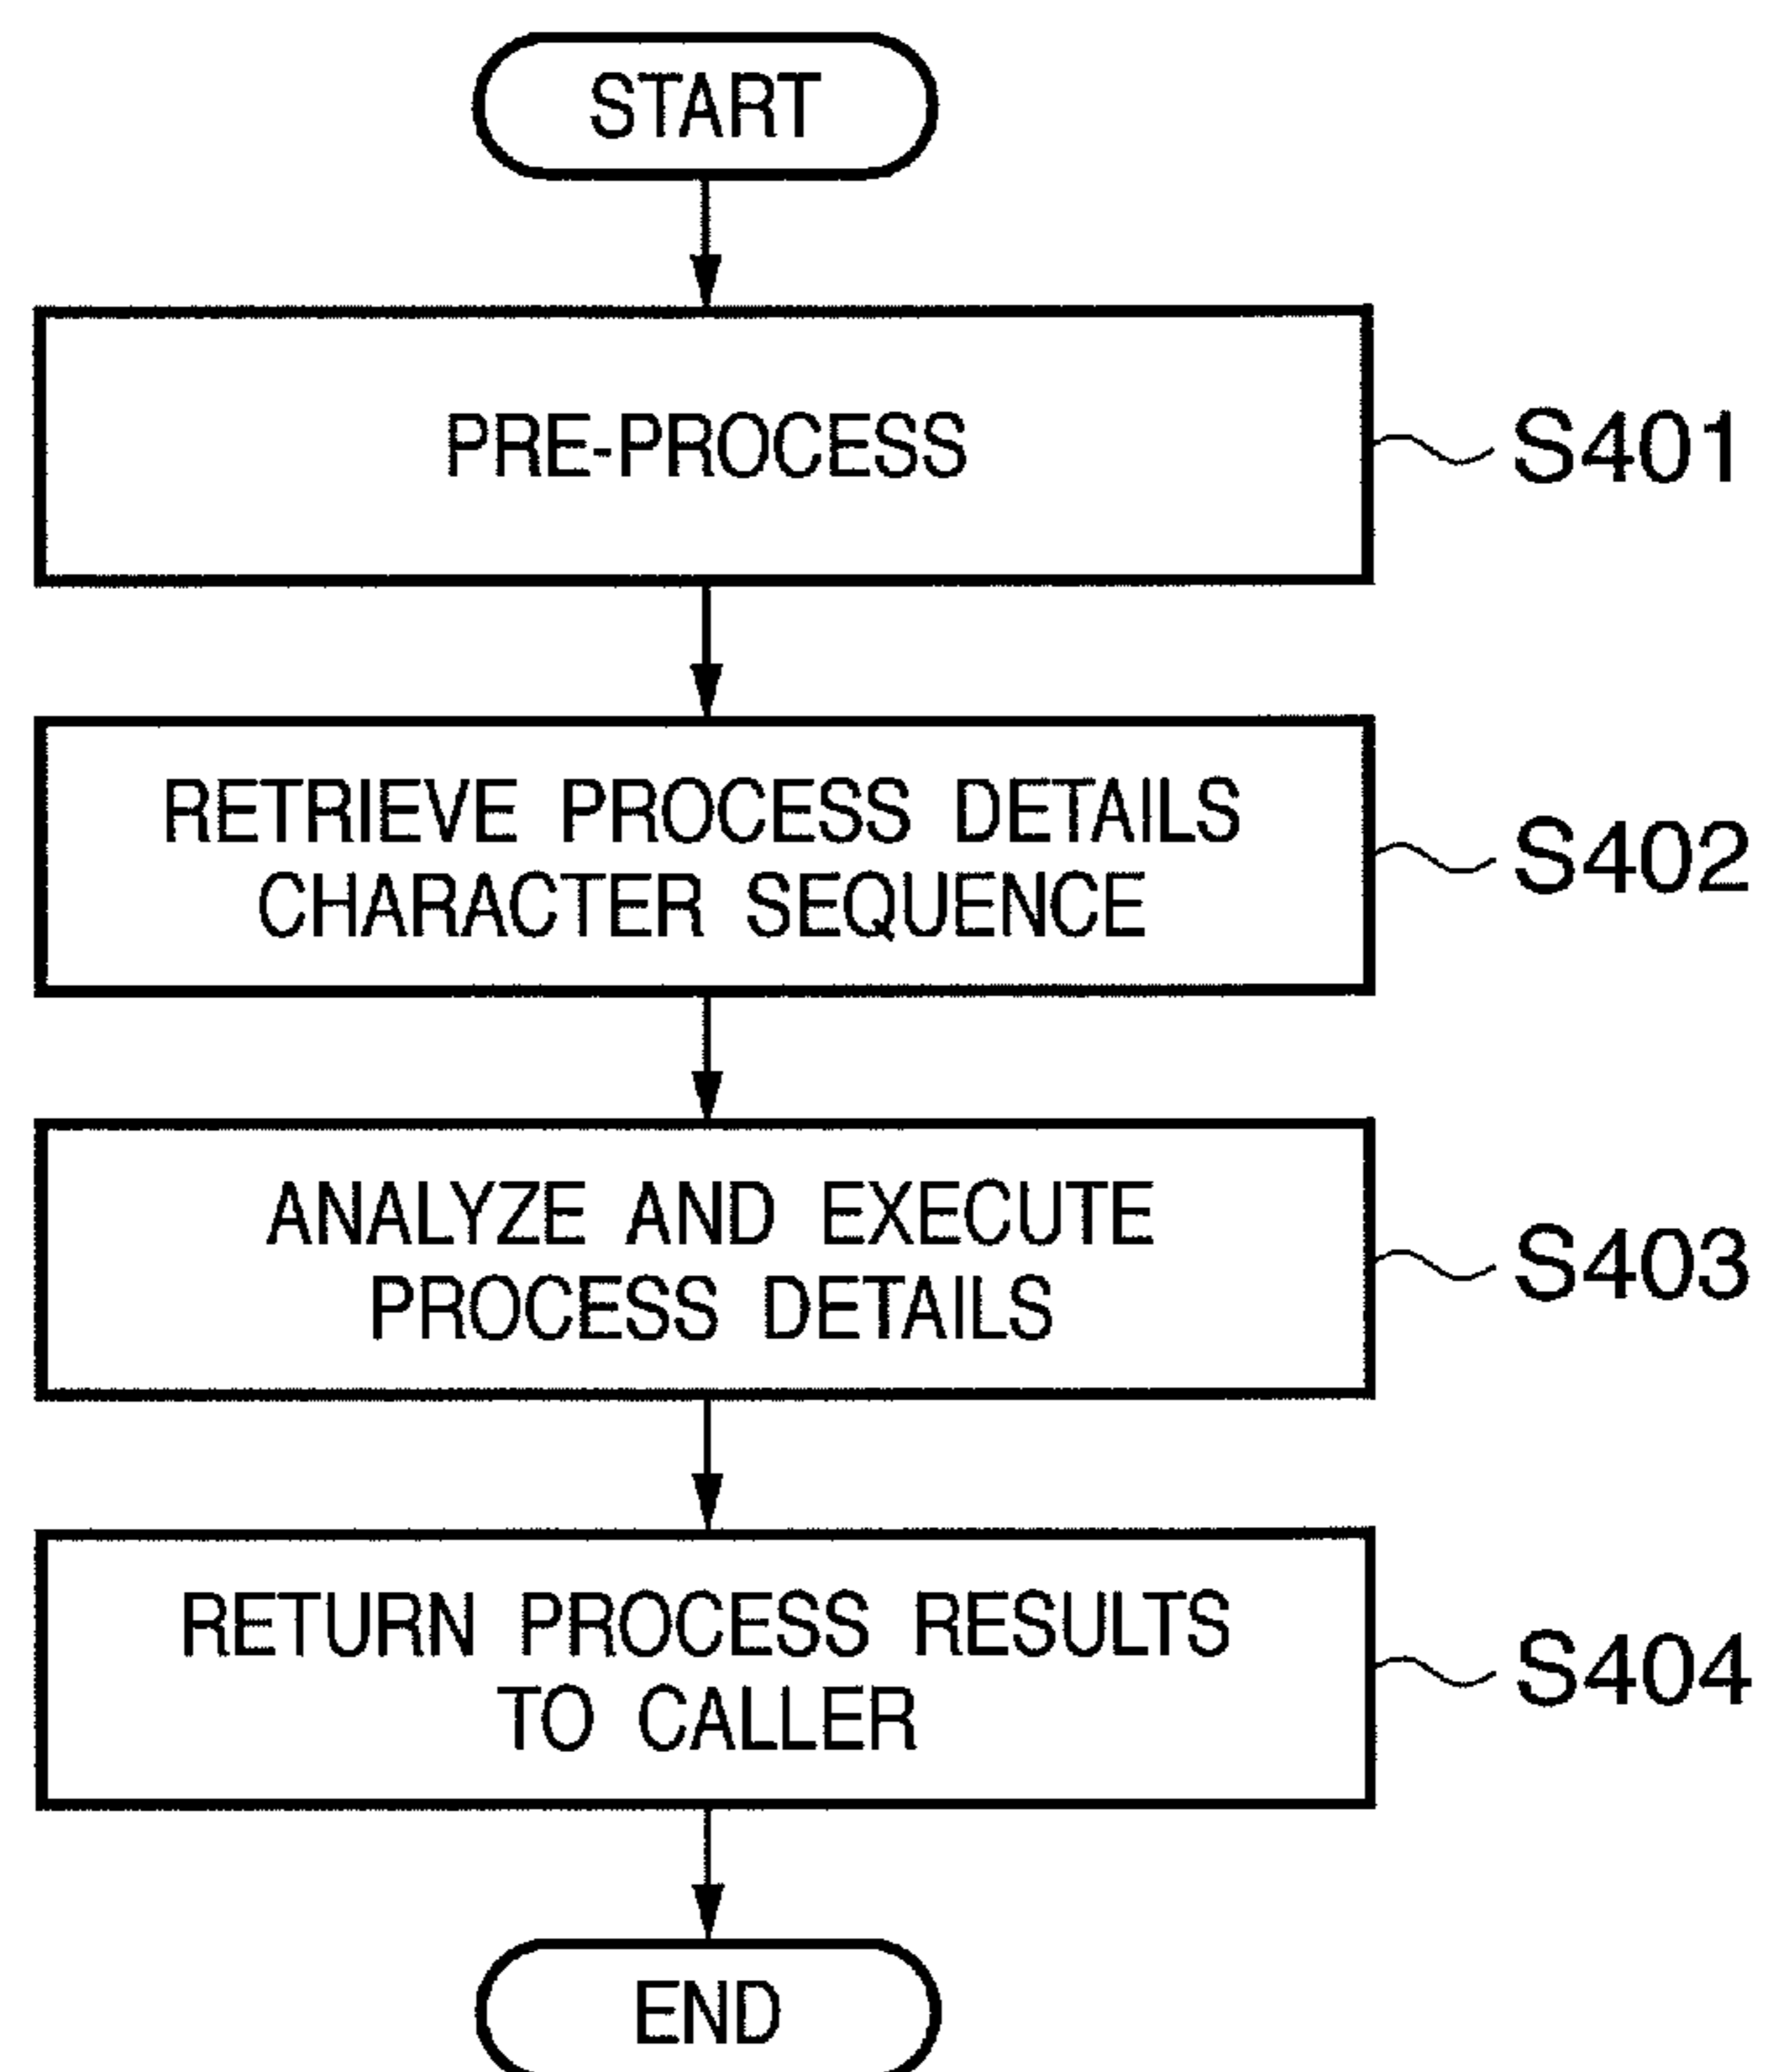 START
PRE-PROCESS
S401
RETRIEVE PROCESS DETAILS
CHARACTER SEQUENCE
S402
ANALYZE AND EXECUTE
PROCESS DETAILS
S403
RETURN PROCESS RESULTS
TO CALLER
S404
END